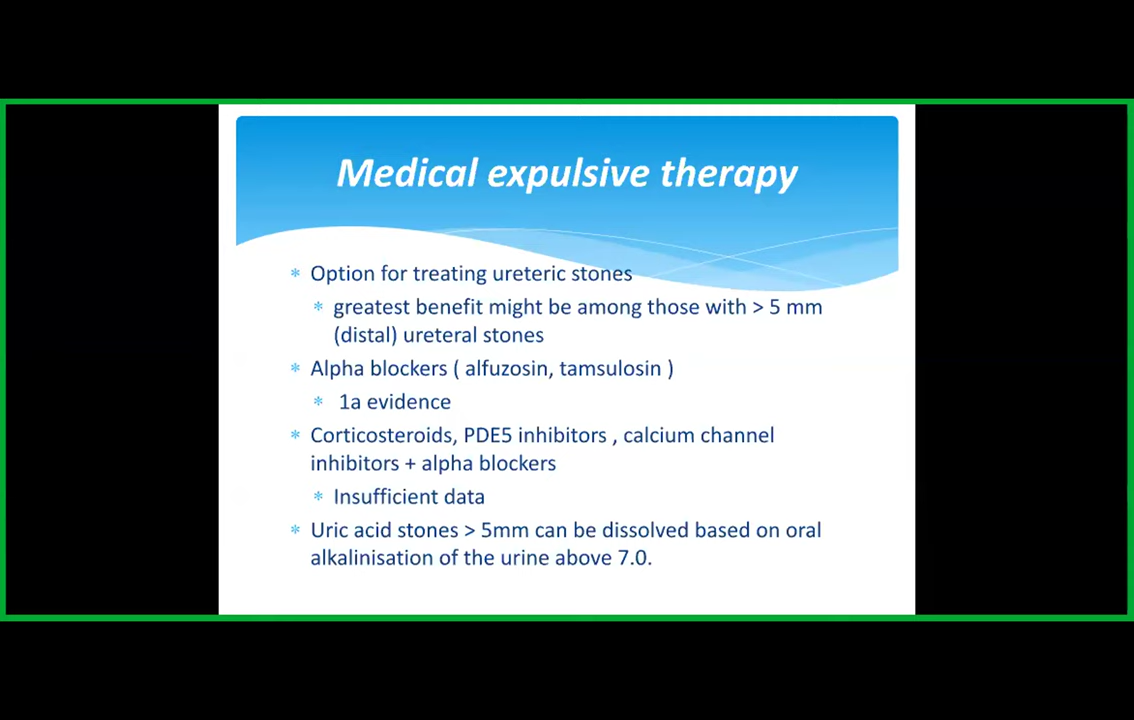 Medical expulsive therapy
* Option for treating ureteric stones
* greatest benefit might be among those with > 5 mm
(distal) ureteral stones
* Alpha blockers ( alfuzosin, tamsulosin )
* 1a evidence
* Corticosteroids, PDE5 inhibitors , calcium channel
inhibitors + alpha blockers
* Insufficient data
* Uric acid stones > 5mm can be dissolved based on oral
alkalinisation of the urine above 7.0.